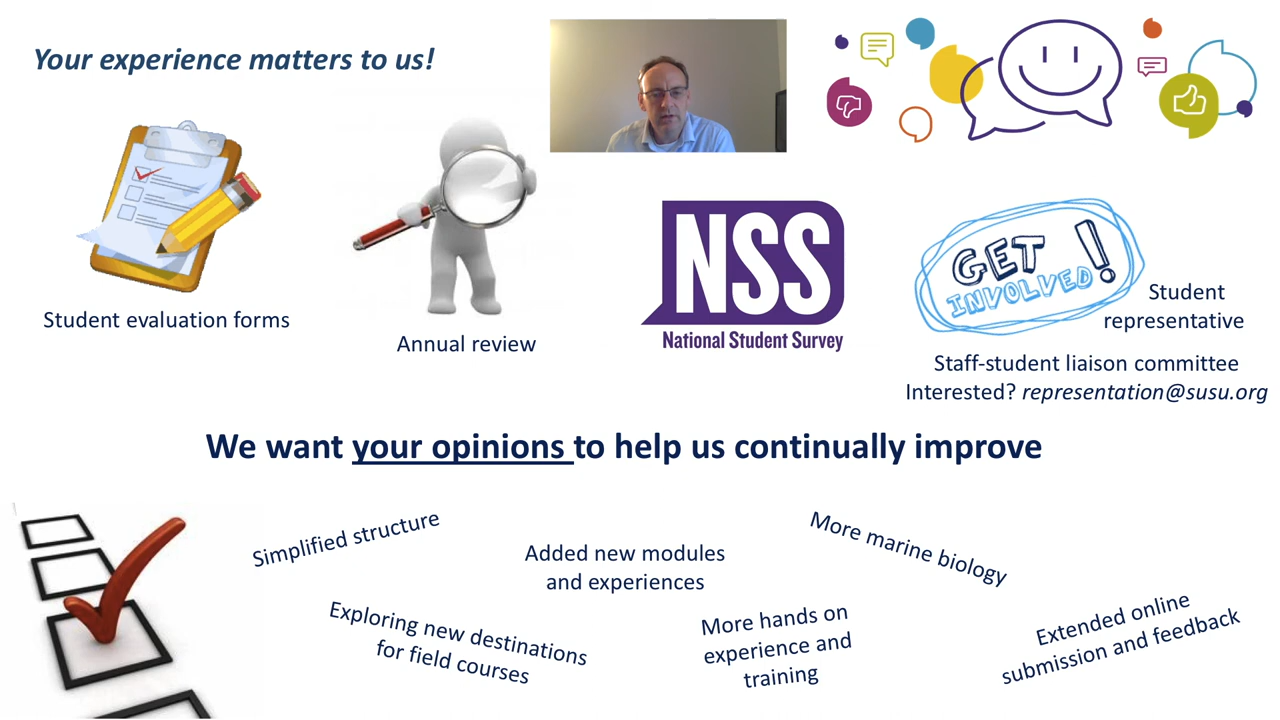 Your experience matters to us!
Student evaluation forms
Annual review
NSS
National Student Survey
GET
INVOLVED!
Student
representative
Staff-student liaison committee
Interested? representation@susu.org
We want your opinions to help us continually improve
Simplified structure
Added new modules
and experiences
More marine biology
Exploring new destinations
for field courses
More hands on
experience and
training
Extended online
submission and feedback